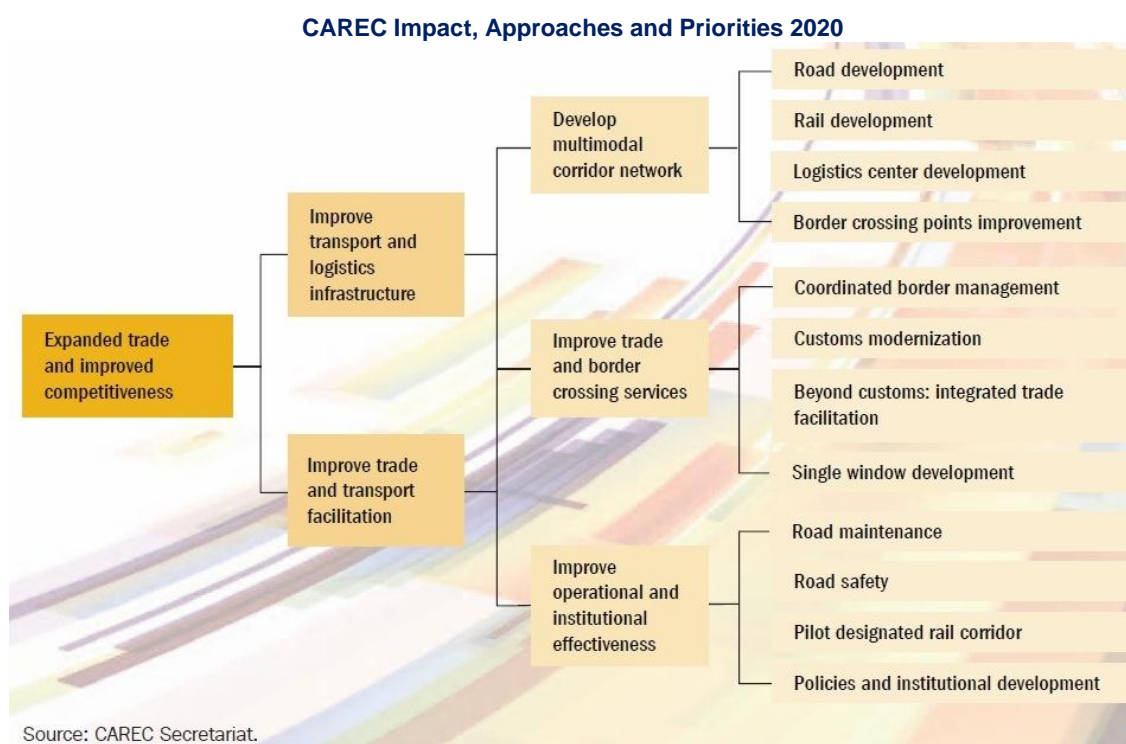 CAREC Impact, Approaches and Priorities 2020
Expanded trade
and improved
competitiveness
Improve
transport and
logistics
infrastructure
Improve trade
and transport
facilitation
Develop
multimodal
corridor network
Improve trade
and border
crossing services
Improve
operational and
institutional
effectiveness
Road development
Rail development
Logistics center development
Border crossing points improvement
Coordinated border management
Customs modernization
Beyond customs: integrated trade
facilitation
Single window development
Road maintenance
Road safety
Pilot designated rail corridor
Policies and institutional development
Source: CAREC Secretariat.